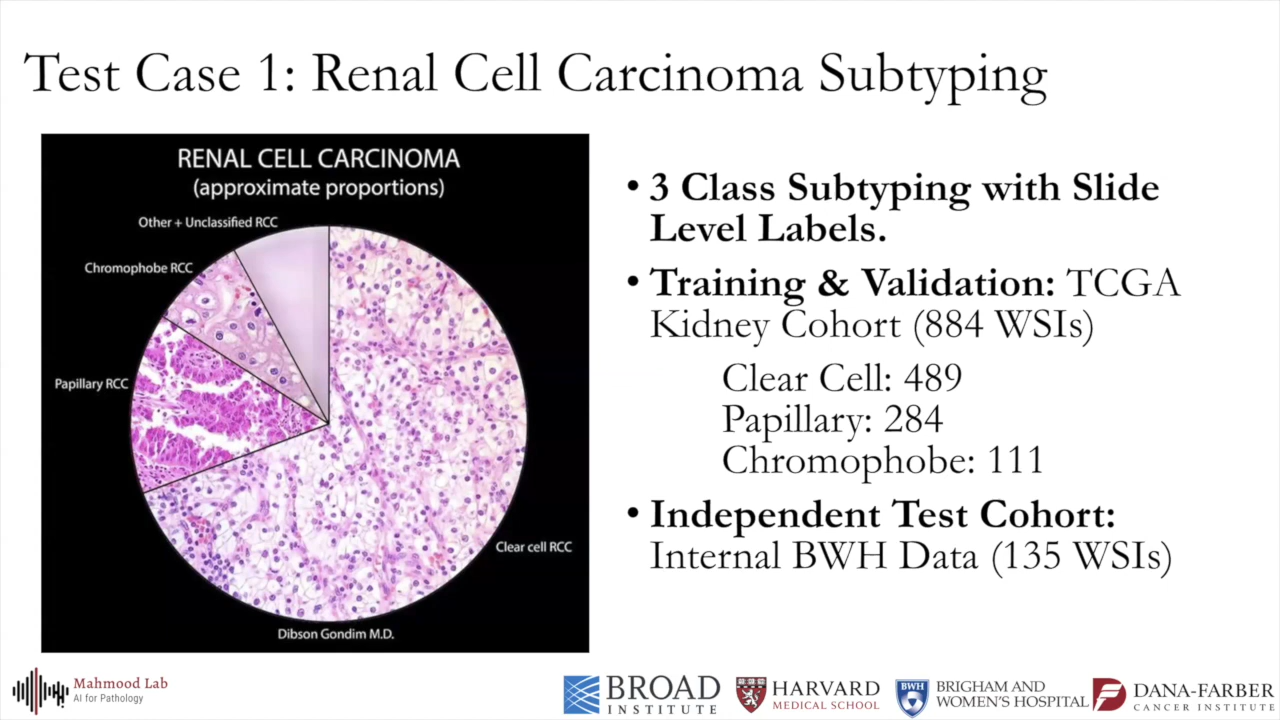 Test Case 1: Renal Cell Carcinoma Subtyping
RENAL CELL CARCINOMA
(approximate proportions)
Other + Unclassified RCC
Chromophobe RCC
Papillary RCC
Clear cell RCC
Dibson Gondim M.D.
• 3 Class Subtyping with Slide
Level Labels.
• Training & Validation: TCGA
Kidney Cohort (884 WSIs)
Clear Cell: 489
Papillary: 284
Chromophobe: 111
• Independent Test Cohort:
Internal BWH Data (135 WSIs)
Mahmood Lab
AI for Pathology
BROAD
INSTITUTE
HARVARD
MEDICAL SCHOOL
BWH
BRIGHAM AND
WOMEN'S HOSPITAL
DANA-FARBER
CANCER INSTITUTE